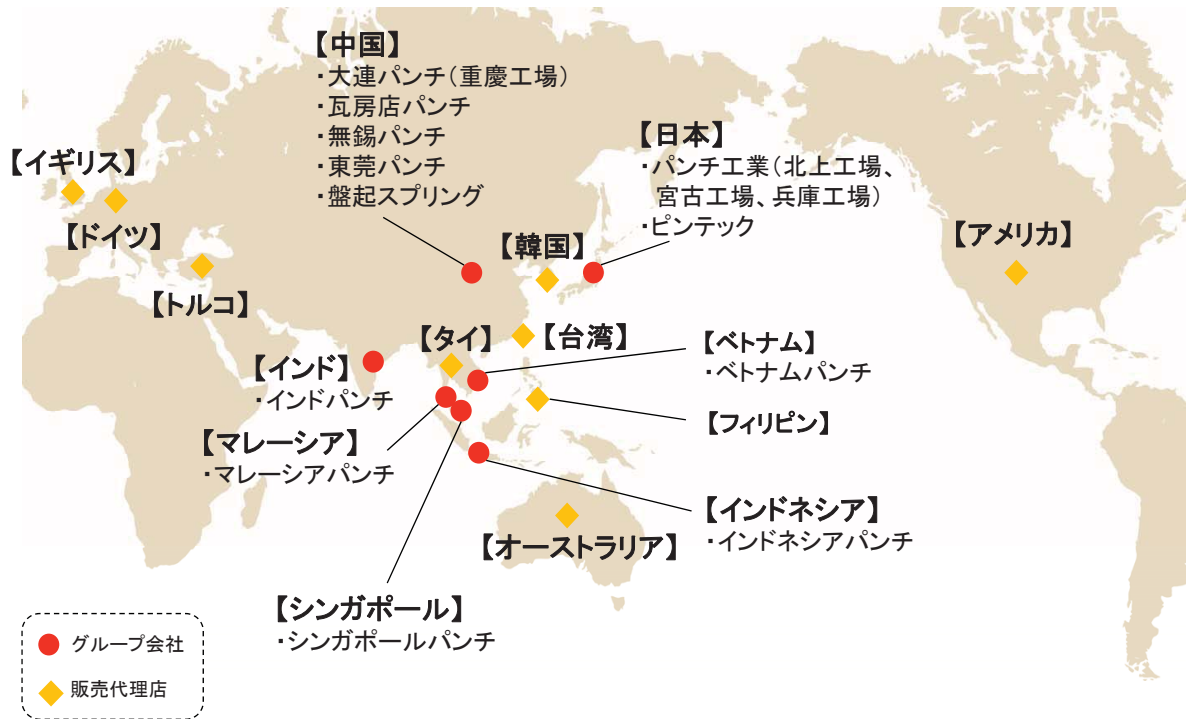 【中国】
・大連パンチ(重慶工場)
・瓦房店パンチ
・無錫パンチ
・東莞パンチ
・盤起スプリング
【日本】
・パンチ工業(北上工場、
宮古工場、兵庫工場)
・ピンテック
【イギリス】
【ドイツ】
【トルコ】
【韓国】
【アメリカ】
【タイ】
【台湾】
【インド】
・インドパンチ
【ベトナム】
・ベトナムパンチ
【フィリピン】
【マレーシア】
・マレーシアパンチ
【インドネシア】
・インドネシアパンチ
【オーストラリア】
【シンガポール】
・シンガポールパンチ
グループ会社
販売代理店